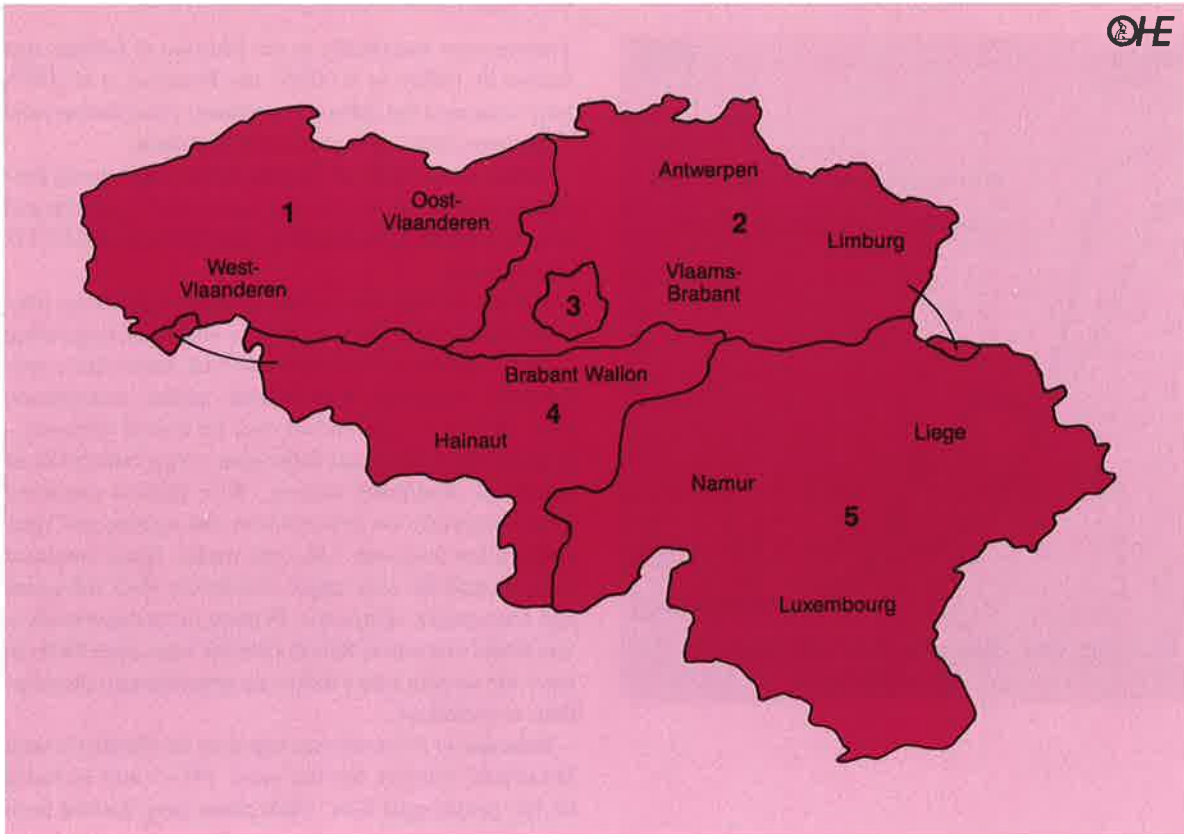 OHE
Antwerpen
Oost-
Vlaanderen
1
2
Limburg
West-
Vlaanderen
Vlaams-
Brabant
3
Brabant Wallon
4
Hainaut
Liege
Namur
5
Luxembourg